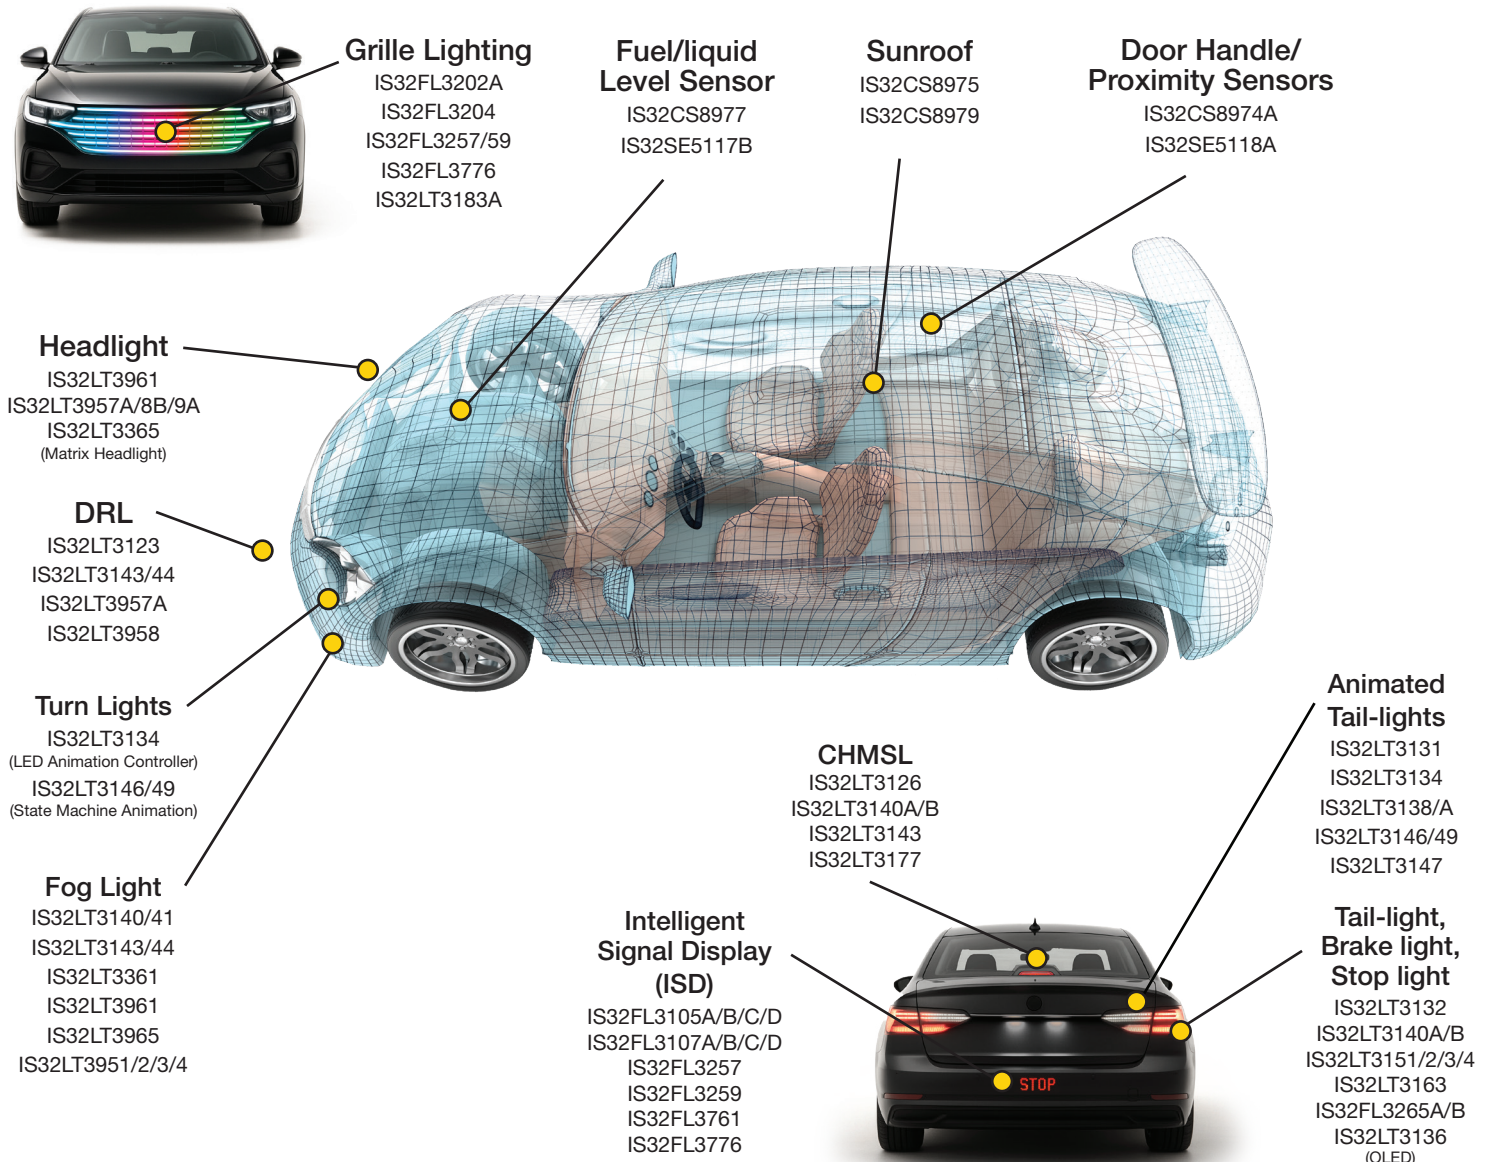 Grille Lighting
IS32FL3202A
IS32FL3204
IS32FL3257/59
IS32FL3776
IS32LT3183A
Fuel/liquid
Level Sensor
IS32CS8977
IS32SE5117B
Sunroof
IS32CS8975
IS32CS8979
Door Handle/
Proximity Sensors
IS32CS8974A
IS32SE5118A
Headlight
IS32LT3961
IS32LT3957A/8B/9A
IS32LT3365
(Matrix Headlight)
DRL
IS32LT3123
IS32LT3143/44
IS32LT3957A
IS32LT3958
Turn Lights
IS32LT3134
(LED Animation Controller)
IS32LT3146/49
(State Machine Animation)
Fog Light
IS32LT3140/41
IS32LT3143/44
IS32LT3361
IS32LT3961
IS32LT3965
IS32LT3951/2/3/4
CHMSL
IS32LT3126
IS32LT3140A/B
IS32LT3143
IS32LT3177
Intelligent
Signal Display
(ISD)
IS32FL3105A/B/C/D
IS32FL3107A/B/C/D
IS32FL3257
IS32FL3259
IS32FL3761
IS32FL3776
STOP
Animated
Tail-lights
IS32LT3131
IS32LT3134
IS32LT3138/A
IS32LT3146/49
IS32LT3147
Tail-light,
Brake light,
Stop light
IS32LT3132
IS32LT3140A/B
IS32LT3151/2/3/4
IS32LT3163
IS32FL3265A/B
IS32LT3136
(OLED)